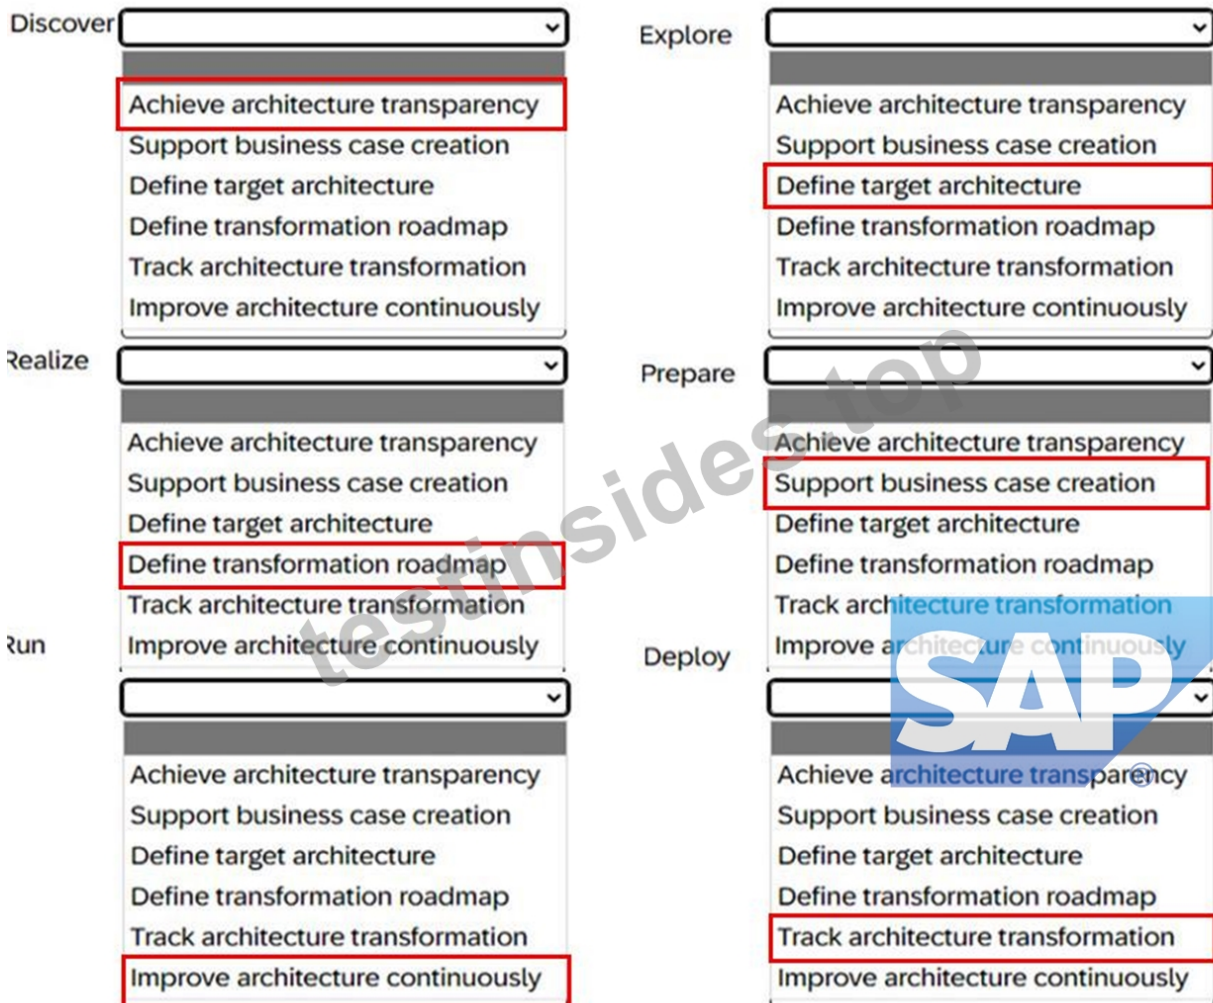 Discover
Achieve architecture transparency
Support business case creation
Define target architecture
Define transformation roadmap
Track architecture transformation
Improve architecture continuously
Explore
Achieve architecture transparency
Support business case creation
Define target architecture
Define transformation roadmap
Track architecture transformation
Improve architecture continuously
Realize
Achieve architecture transparency
Support business case creation
Define target architecture
Define transformation roadmap
Track architecture transformation
Improve architecture continuously
Prepare
Achieve architecture transparency
Support business case creation
Define target architecture
Define transformation roadmap
Track architecture transformation
Improve architecture continuously
Run
Achieve architecture transparency
Support business case creation
Define target architecture
Define transformation roadmap
Track architecture transformation
Improve architecture continuously
Deploy
Achieve architecture transparency
Support business case creation
Define target architecture
Define transformation roadmap
Track architecture transformation
Improve architecture continuously
testinsides.top
SAP
®